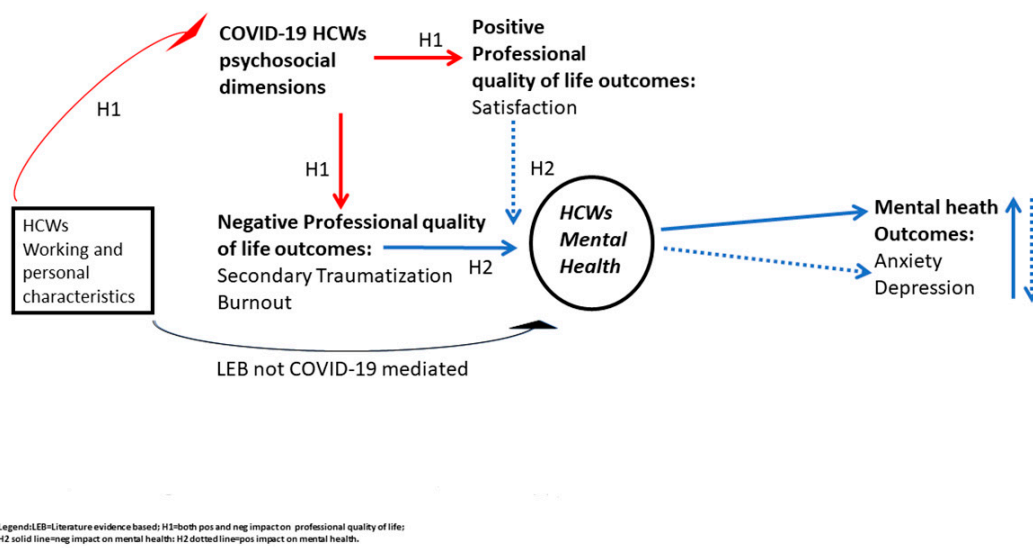 COVID-19 HCWs
psychosocial
dimensions
H1
Positive
Professional
quality of life outcomes:
Satisfaction
H1
H1
H2
HCWs
Working and
personal
characteristics
Negative Professional quality
of life outcomes:
Secondary Traumatization
Burnout
H2
HCWs
Mental
Health
Mental heath
Outcomes:
Anxiety
Depression
LEB not COVID-19 mediated
Legend:LEB=Literature evidence based; H1=both pos and neg impact on professional quality of life;
H2 solid line=neg impact on mental health: H2 dotted line=pos impact on mental health.